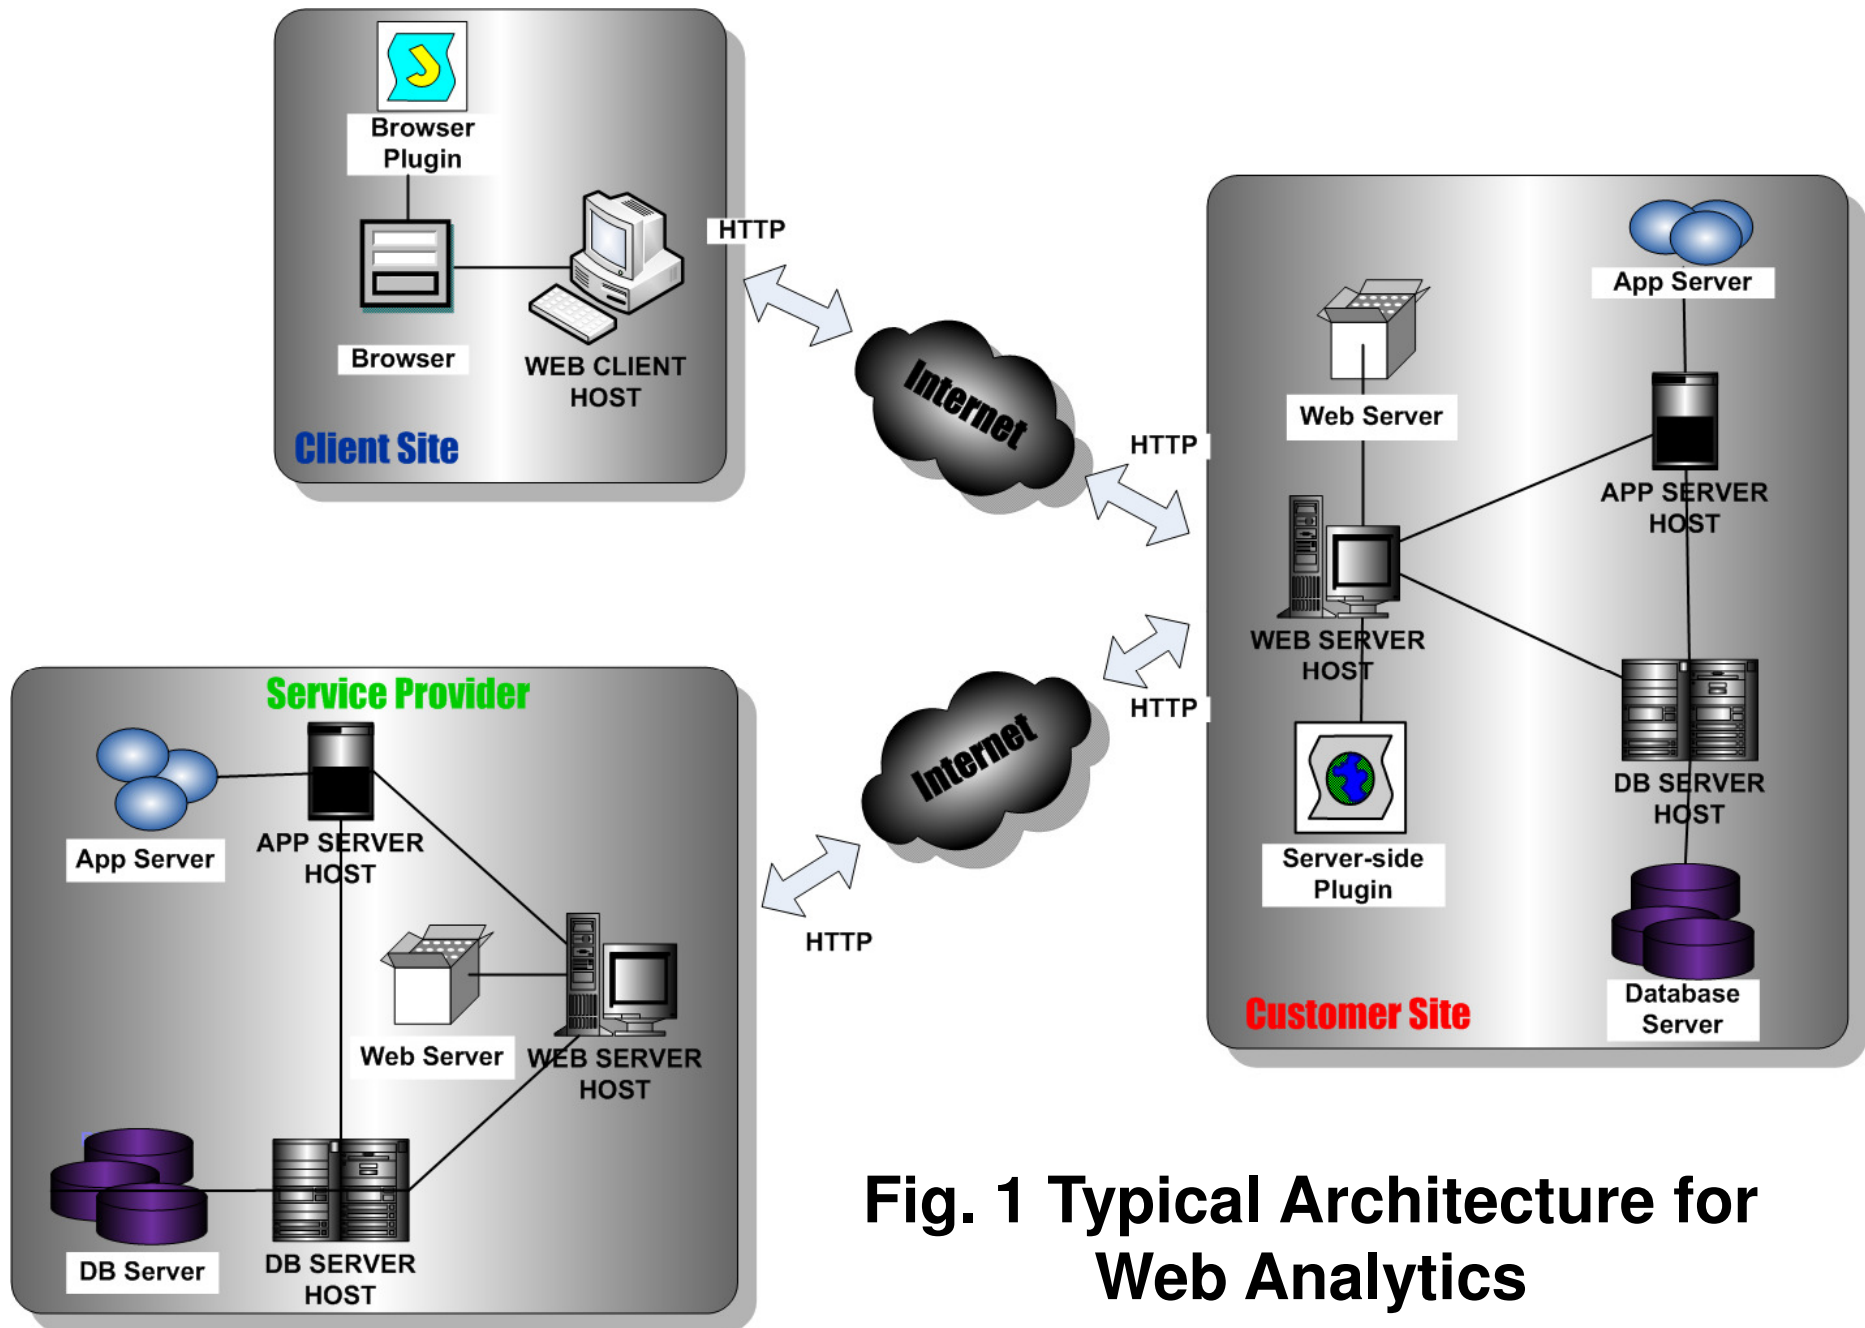 Browser
Plugin
Browser
WEB CLIENT
HOST
Client Site
HTTP
Internet
HTTP
App Server
Web Server
APP SERVER
HOST
WEB SERVER
HOST
DB SERVER
HOST
Server-side
Plugin
Database
Server
Customer Site
HTTP
Internet
HTTP
Service Provider
App Server
APP SERVER
HOST
Web Server
WEB SERVER
HOST
DB Server
DB SERVER
HOST
Fig. 1 Typical Architecture for
Web Analytics